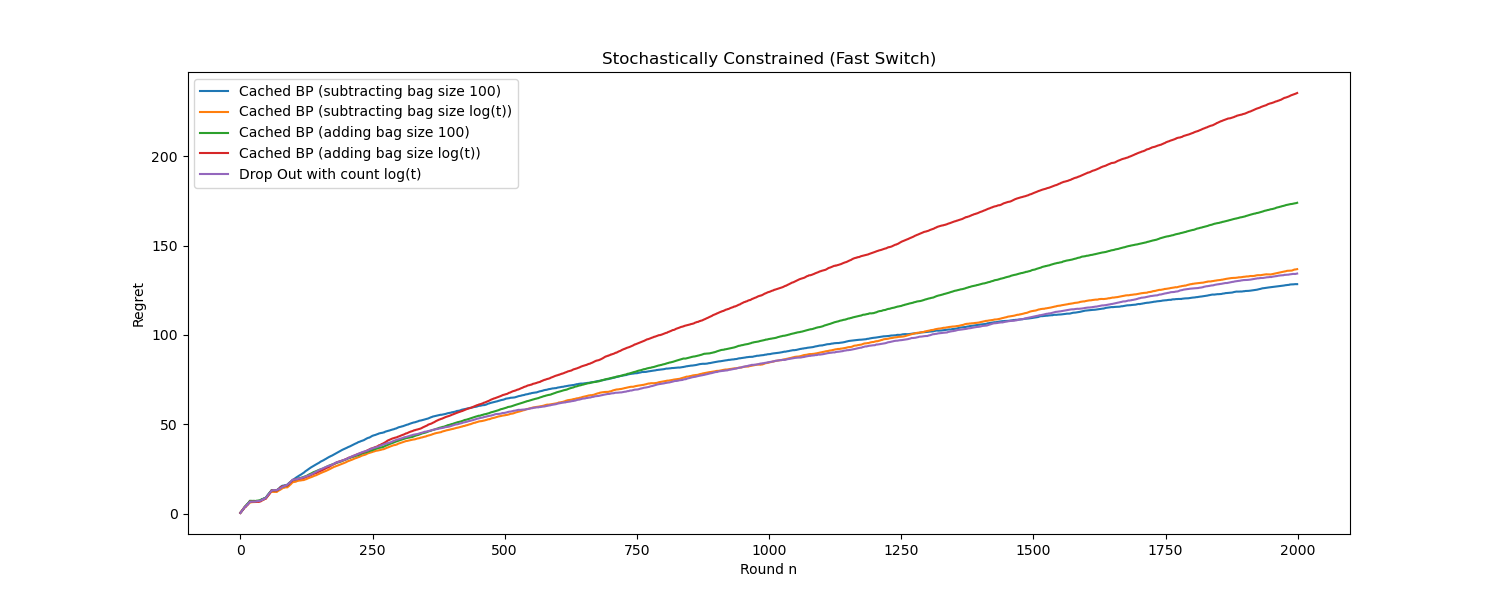 Stochastically Constrained (Fast Switch)
Cached BP (subtracting bag size 100)
Cached BP (subtracting bag size log(t))
Cached BP (adding bag size 100)
Cached BP (adding bag size log(t))
Drop Out with count log(t)
200
150
100
50
0
Regret
0 250 500 750 1000 1250 1500 1750 2000
Round n